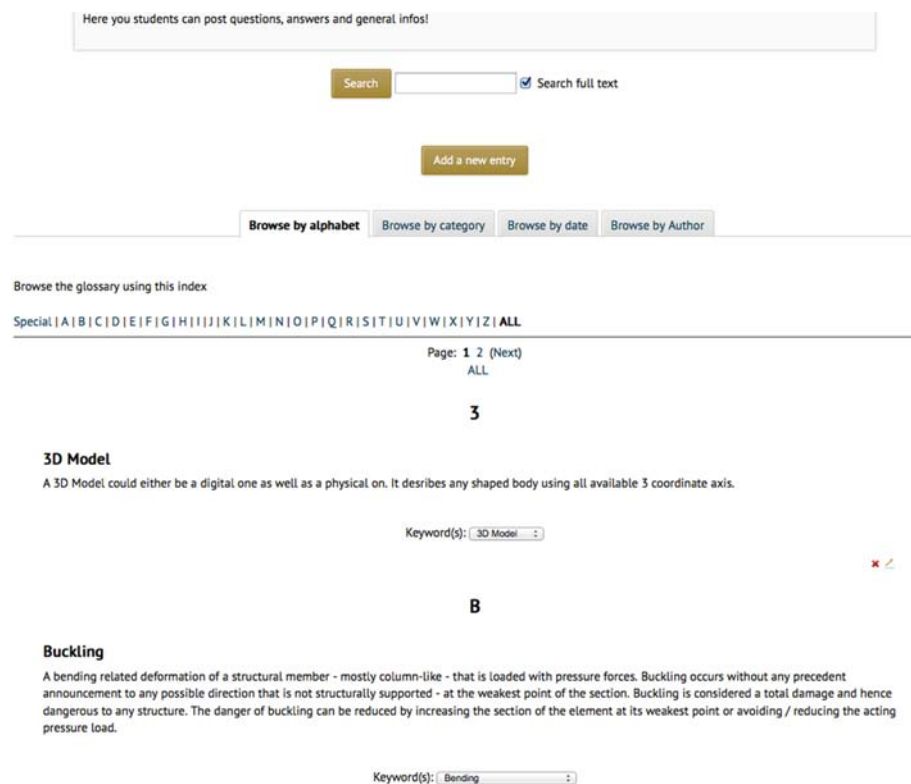 Here you students can post questions, answers and general infos!
Search Search full text
Add a new entry
Browse by alphabet Browse by category Browse by date Browse by Author
Browse the glossary using this index
Special | A | B | C | D | E | F | G | H | I | J | K | L | M | N | O | P | Q | R | S | T | U | V | W | X | Y | Z | ALL
Page: 1 2 (Next)
ALL
3
3D Model
A 3D Model could either be a digital one as well as a physical on. It desribes any shaped body using all available 3 coordinate axis.
Keyword(s): 3D Model
B
Buckling
A bending related deformation of a structural member - mostly column-like - that is loaded with pressure forces. Buckling occurs without any precedent
announcement to any possible direction that is not structurally supported - at the weakest point of the section. Buckling is considered a total damage and hence
dangerous to any structure. The danger of buckling can be reduced by increasing the section of the element at its weakest point or avoiding / reducing the acting
pressure load.
Keyword(s): Bending